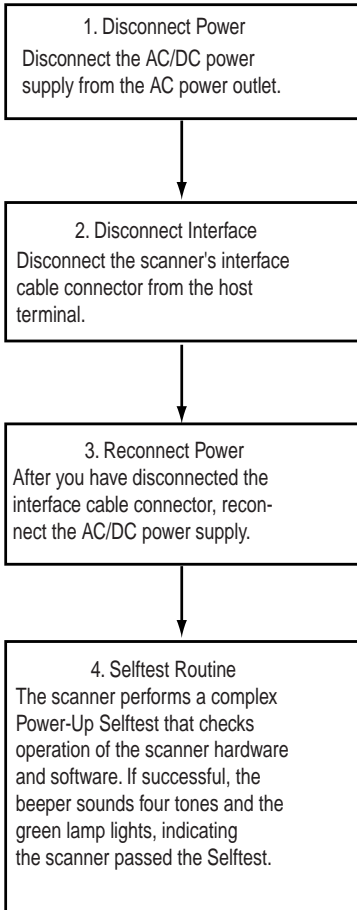 1. Disconnect Power
Disconnect the AC/DC power
supply from the AC power outlet.
2. Disconnect Interface
Disconnect the scanner's interface
cable connector from the host
terminal.
3. Reconnect Power
After you have disconnected the
interface cable connector, recon-
nect the AC/DC power supply.
4. Selftest Routine
The scanner performs a complex
Power-Up Selftest that checks
operation of the scanner hardware
and software. If successful, the
beeper sounds four tones and the
green lamp lights, indicating
the scanner passed the Selftest.